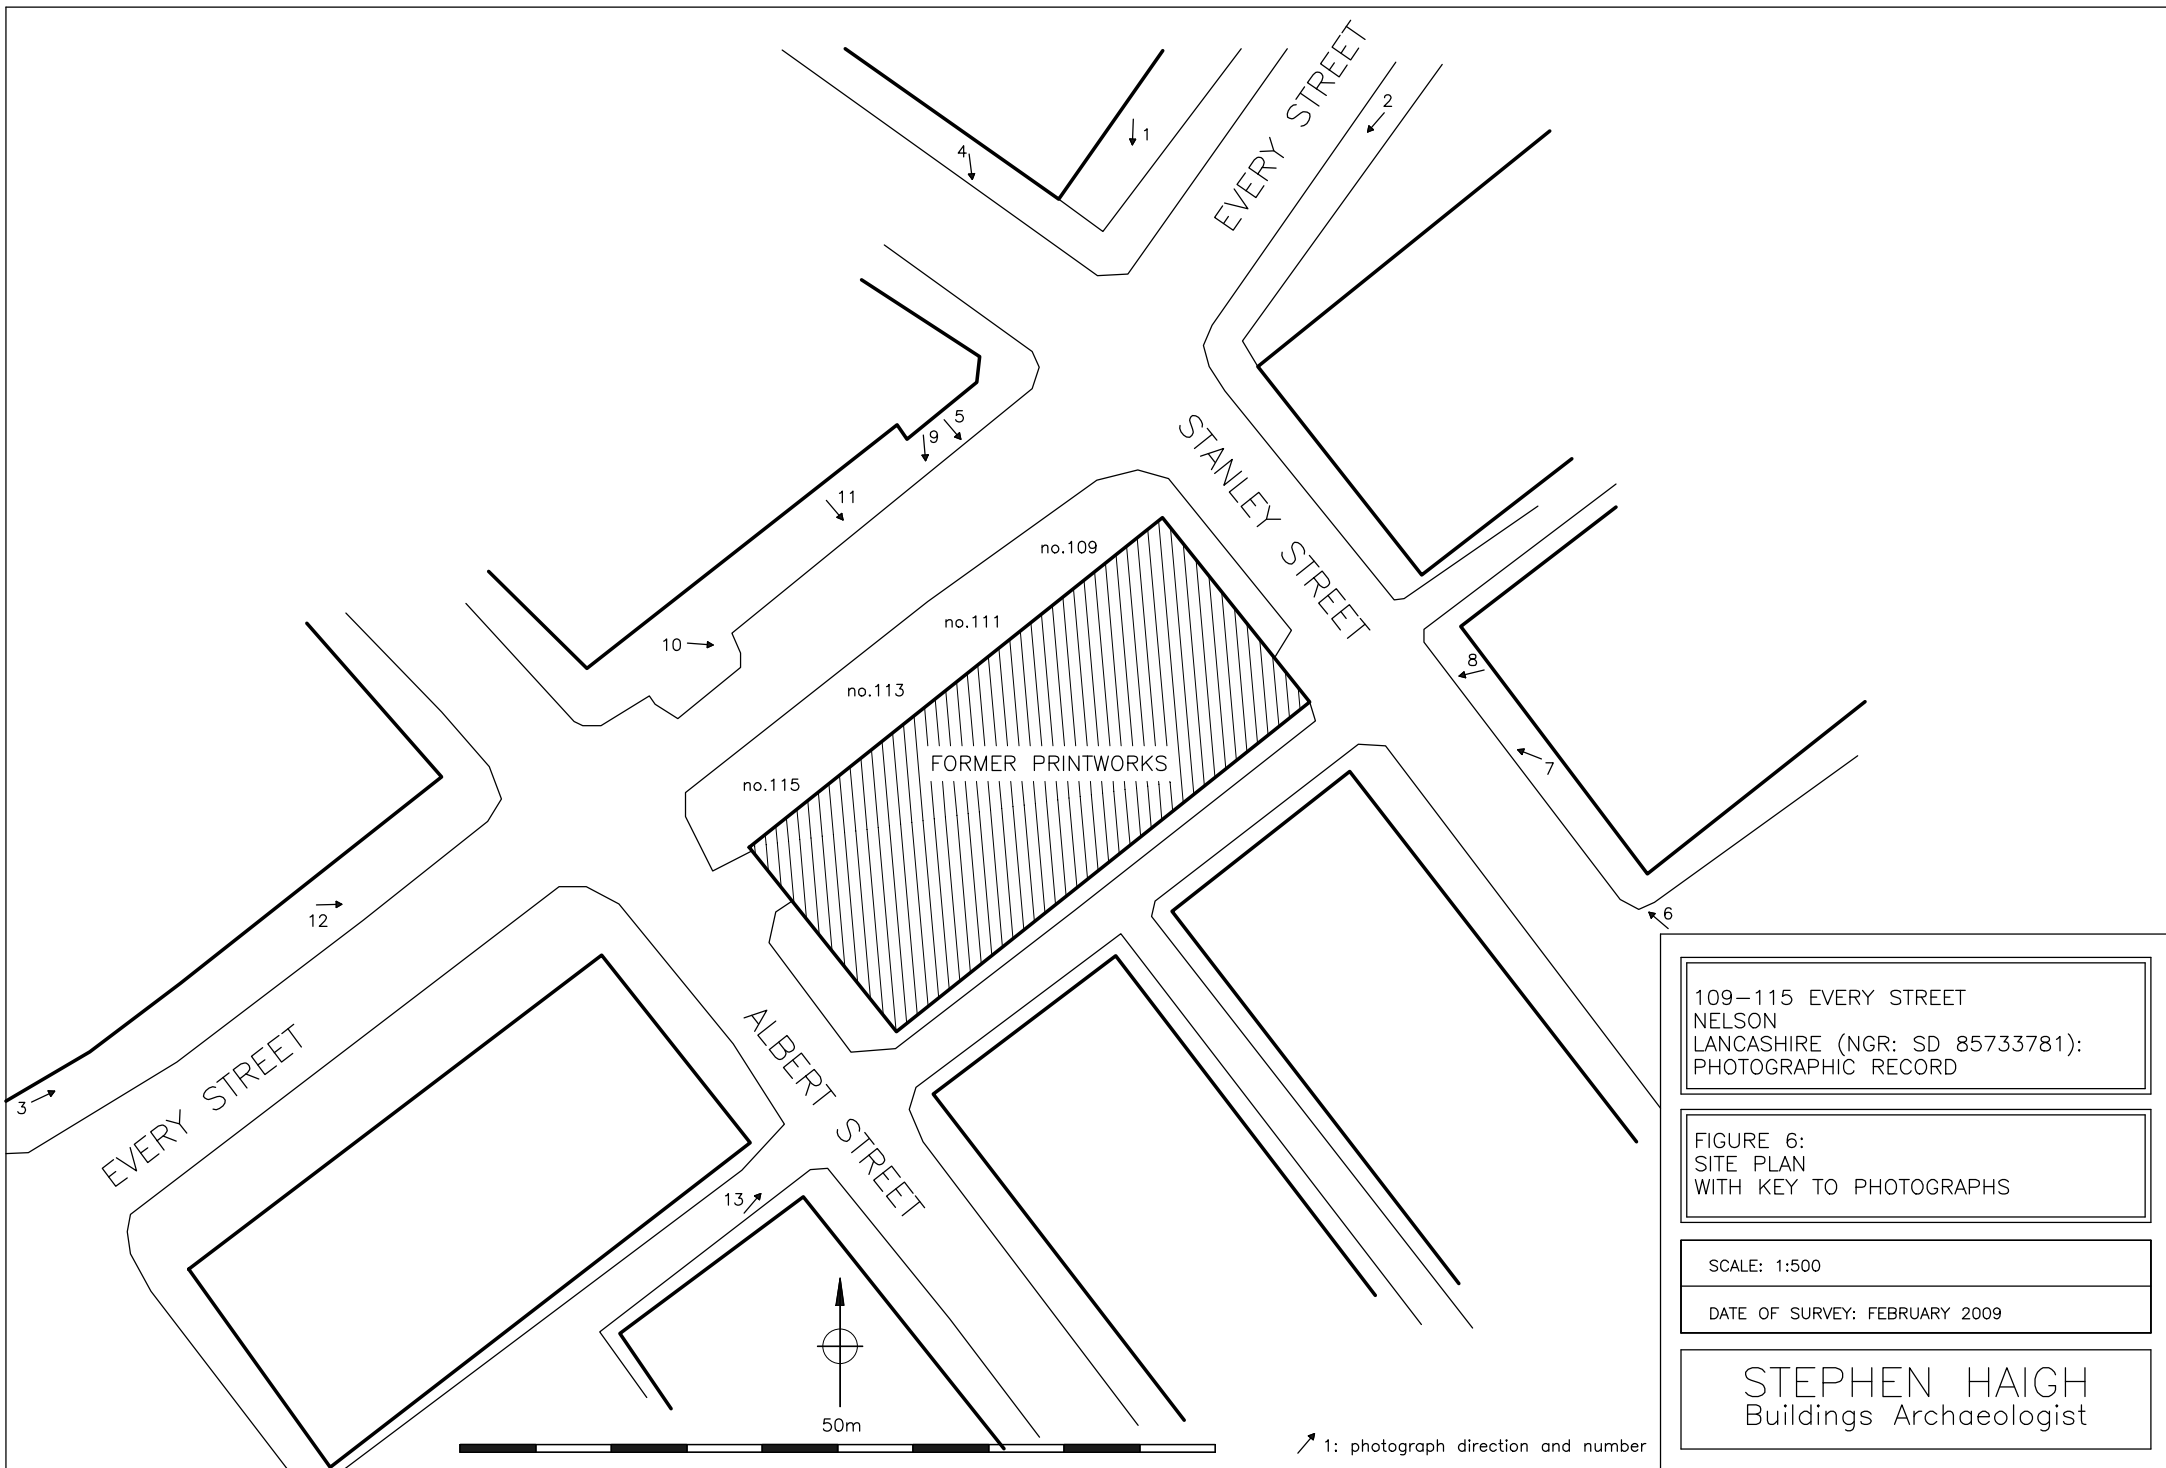 EVERY STREET
2
1
4
STANLEY STREET
5
9
11
no.109
no.111
10
8
no.113
7
FORMER PRINTWORKS
no.115
12
6
ALBERT STREET
3
EVERY STREET
13
50m
1: photograph direction and number
109-115 EVERY STREET
NELSON
LANCASHIRE (NGR: SD 85733781):
PHOTOGRAPHIC RECORD
FIGURE 6:
SITE PLAN
WITH KEY TO PHOTOGRAPHS
SCALE: 1:500
DATE OF SURVEY: FEBRUARY 2009
STEPHEN HAIGH
Buildings Archaeologist